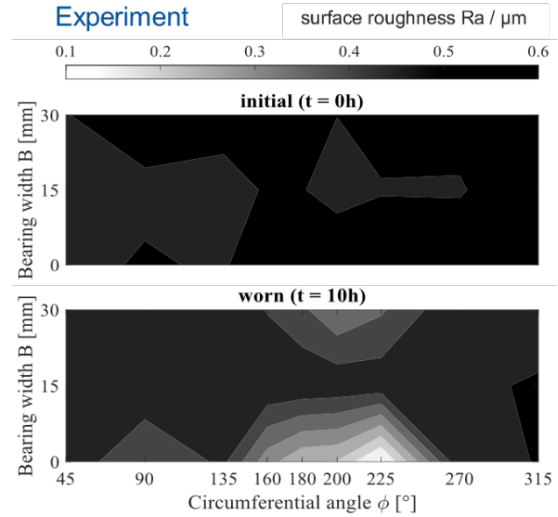 Experiment
surface roughness Ra / μm
0.1 0.2 0.3 0.4 0.5 0.6
initial (t = 0h)
Bearing width B [mm]
30
15
0
worn (t = 10h)
Bearing width B [mm]
30
15
0
45 90 135 160 180 200 225 270 315
Circumferential angle ϕ [°]